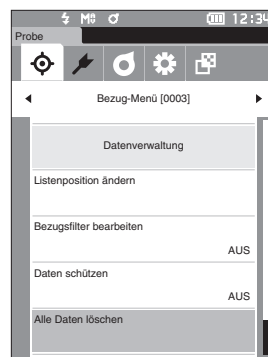 12:34
Probe
Bezug-Menü [0003]
Datenverwaltung
Listenposition ändern
Bezugsfilter bearbeiten
AUS
Daten schützen
AUS
Alle Daten löschen